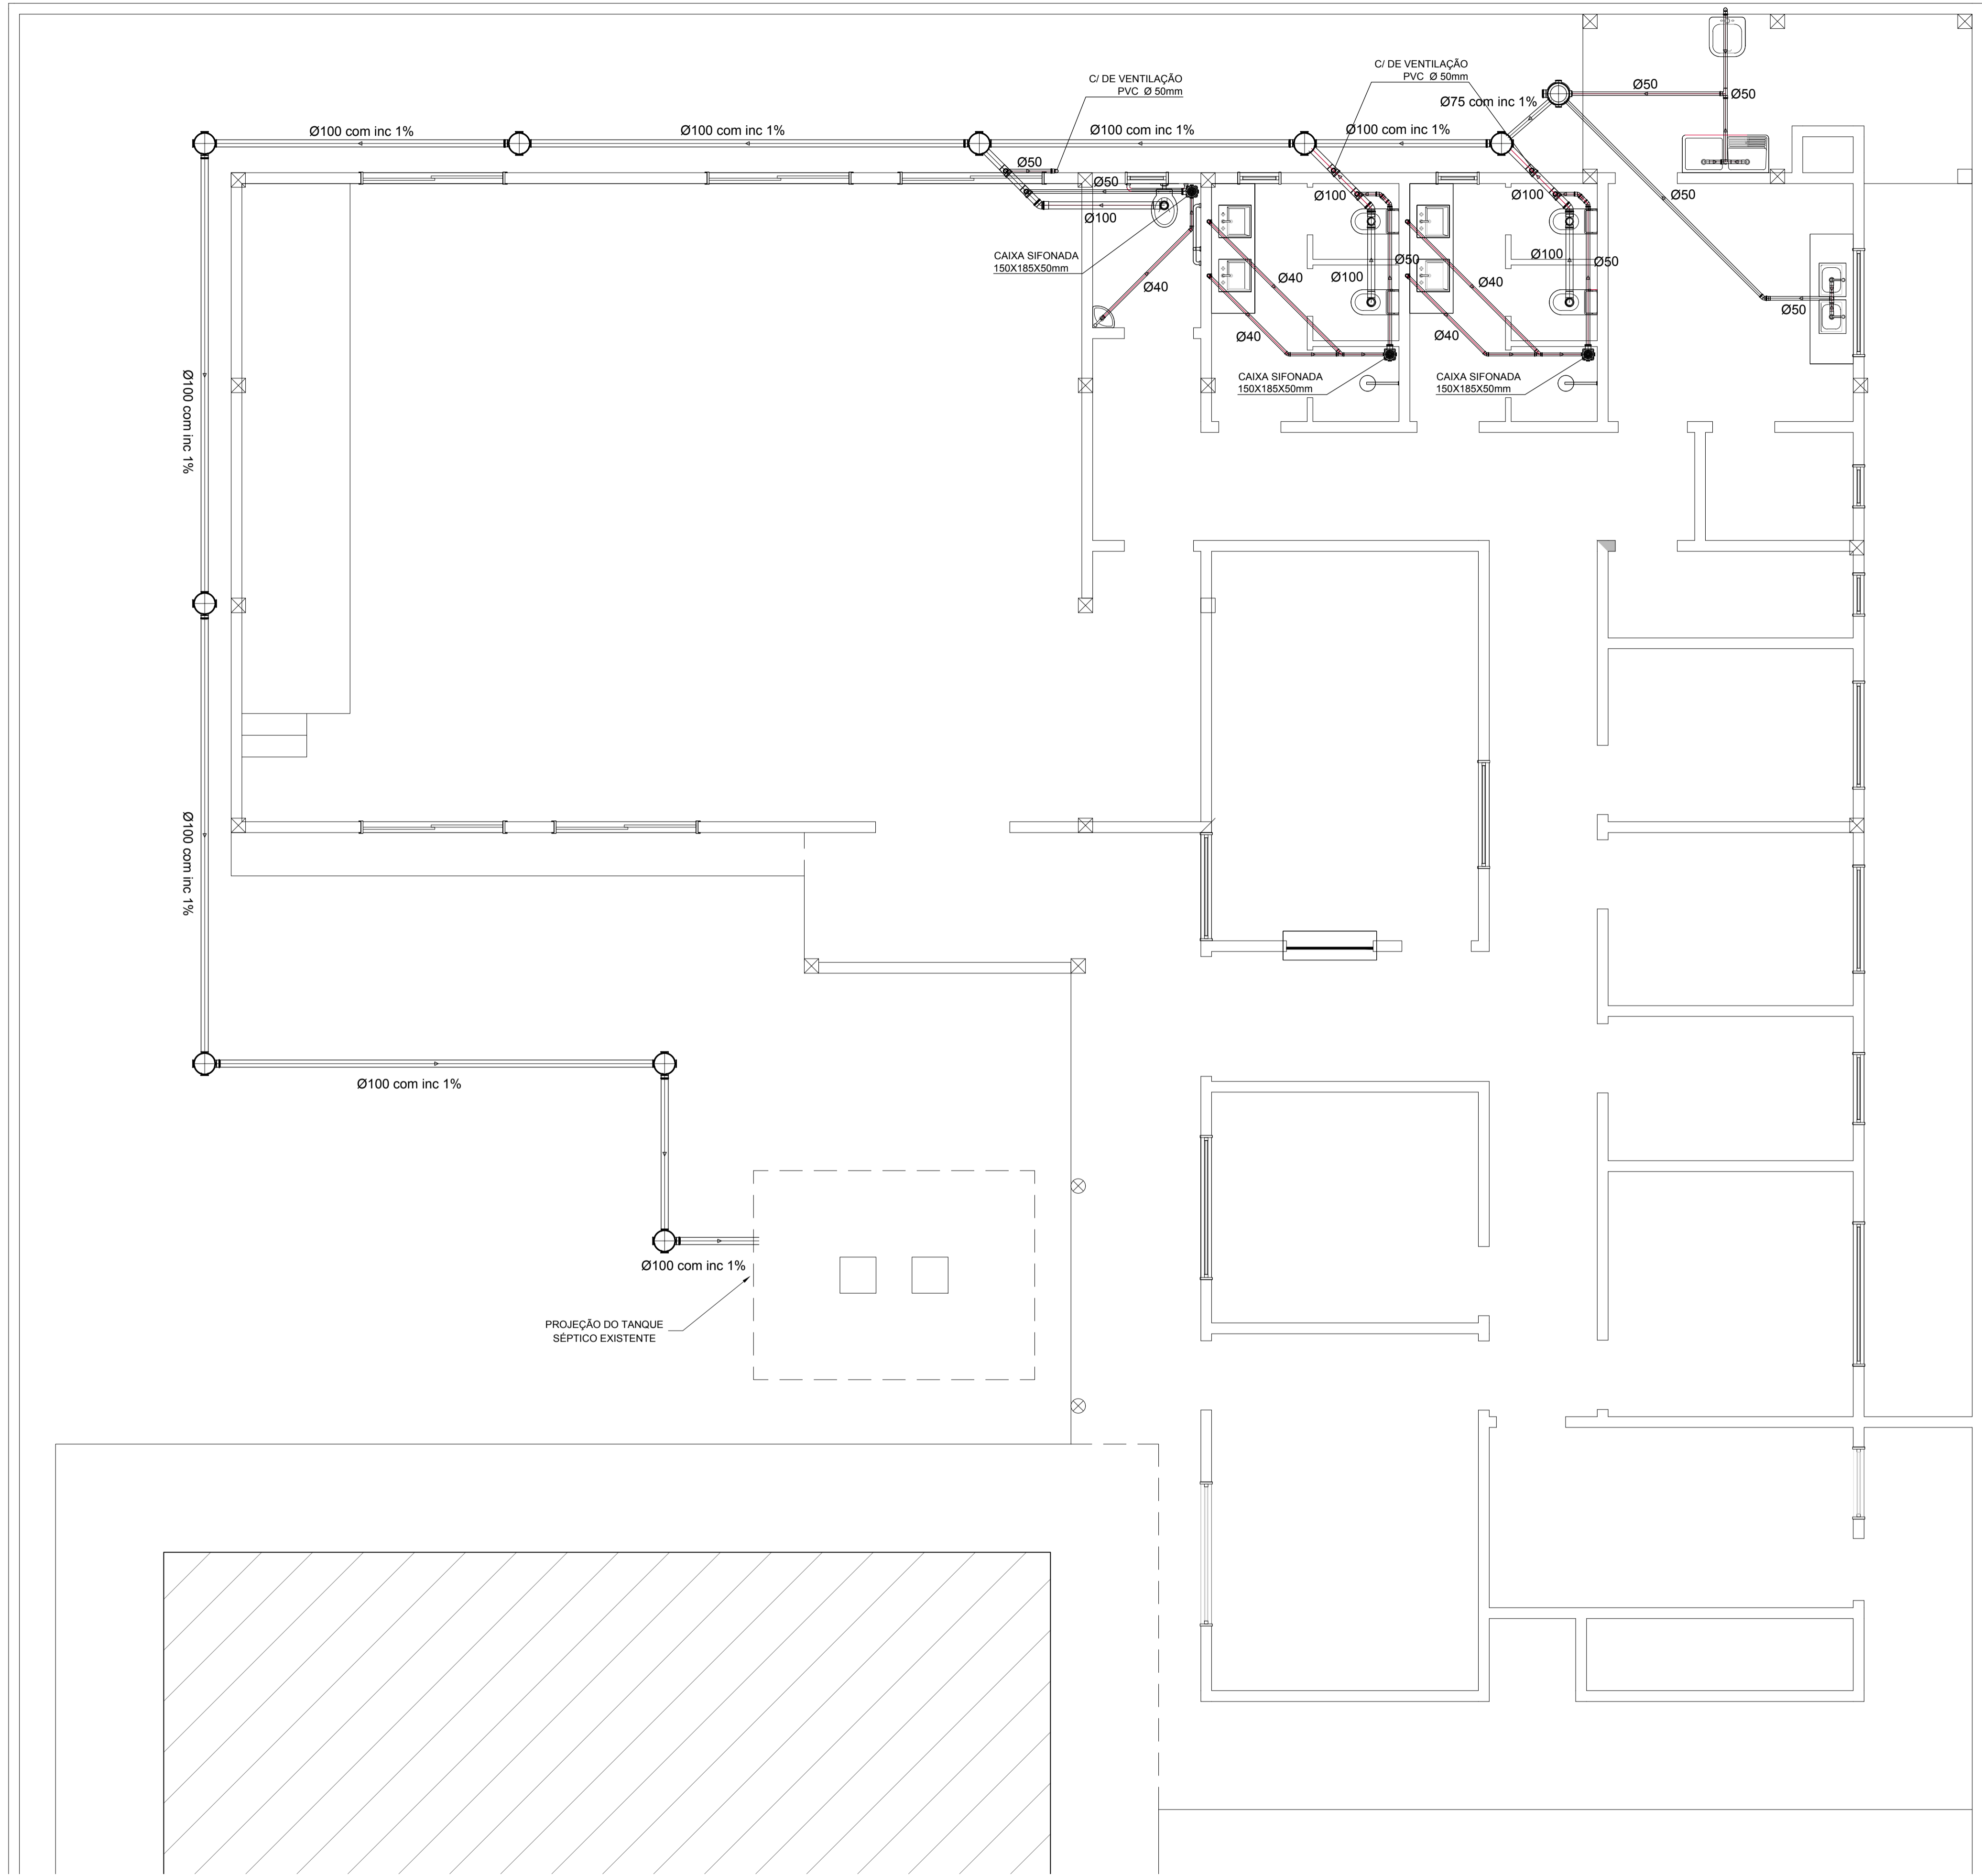 C/ DE VENTILAÇÃO
PVC Ø 50mm
C/ DE VENTILAÇÃO
PVC Ø 50mm
Ø50
Ø50
Ø75 com inc 1%
Ø100 com inc 1%
Ø100 com inc 1%
Ø100 com inc 1%
Ø100 com inc 1%
Ø50
Ø50
Ø100
Ø100
Ø100
Ø50
CAIXA SIFONADA
150X185X50mm
Ø40
Ø40
Ø100
Ø50
Ø40
Ø100
Ø50
Ø50
Ø40
Ø40
CAIXA SIFONADA
150X185X50mm
CAIXA SIFONADA
150X185X50mm
Ø100 com inc 1%
Ø100 com inc 1%
Ø100 com inc 1%
Ø100 com inc 1%
PROJEÇÃO DO TANQUE
SÉPTICO EXISTENTE